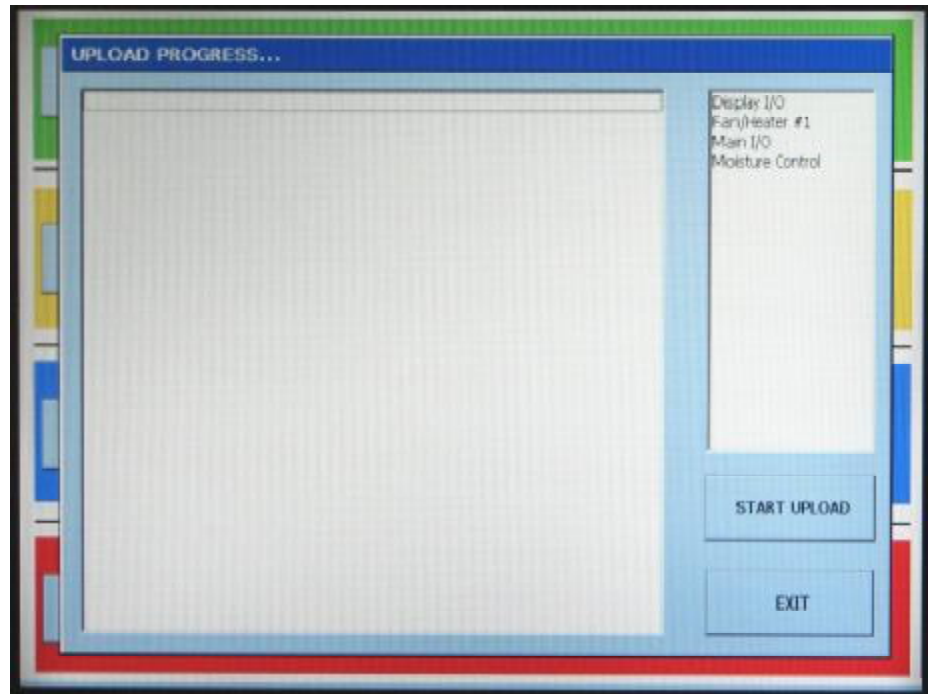 UPLOAD PROGRESS...
Display I/O
Fan/Heater #1
Main I/O
Moisture Control
START UPLOAD
EXIT